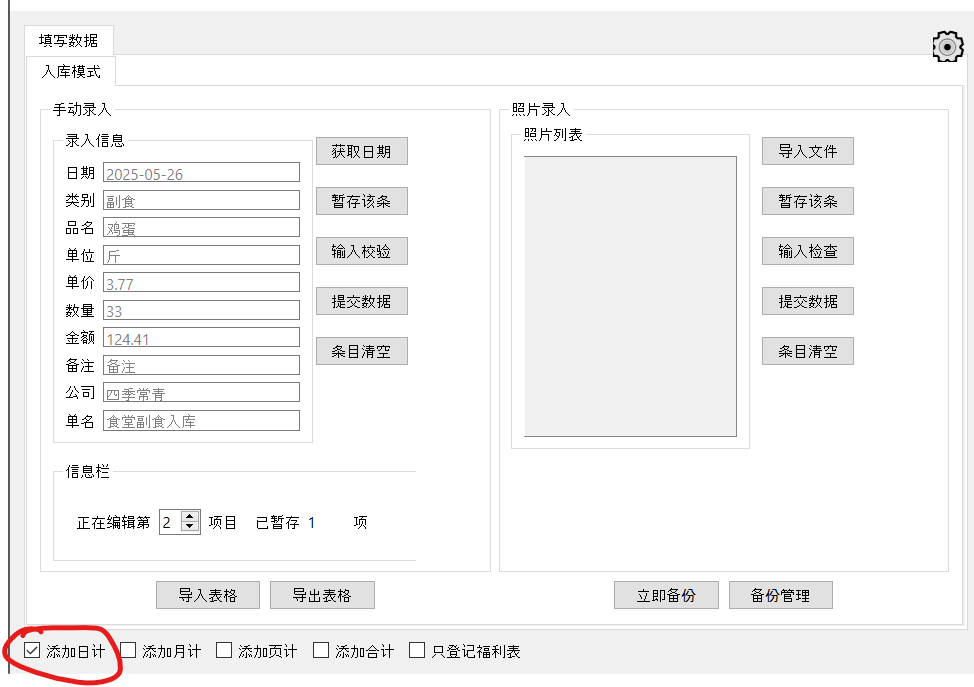 填写数据
入库模式
手动录入
录入信息
日期 2025-05-26
类别 副食
品名 鸡蛋
单位 斤
单价 3.77
数量 33
金额 124.41
备注 备注
公司 四季常青
单名 食堂副食入库
获取日期
暂存该条
输入校验
提交数据
条目清空
信息栏
正在编辑第 2 项目 已暂存 1 项
照片录入
照片列表
导入文件
暂存该条
输入检查
提交数据
条目清空
导入表格 导出表格 立即备份 备份管理
添加日计 添加月计 添加页计 添加合计 只登记福利表